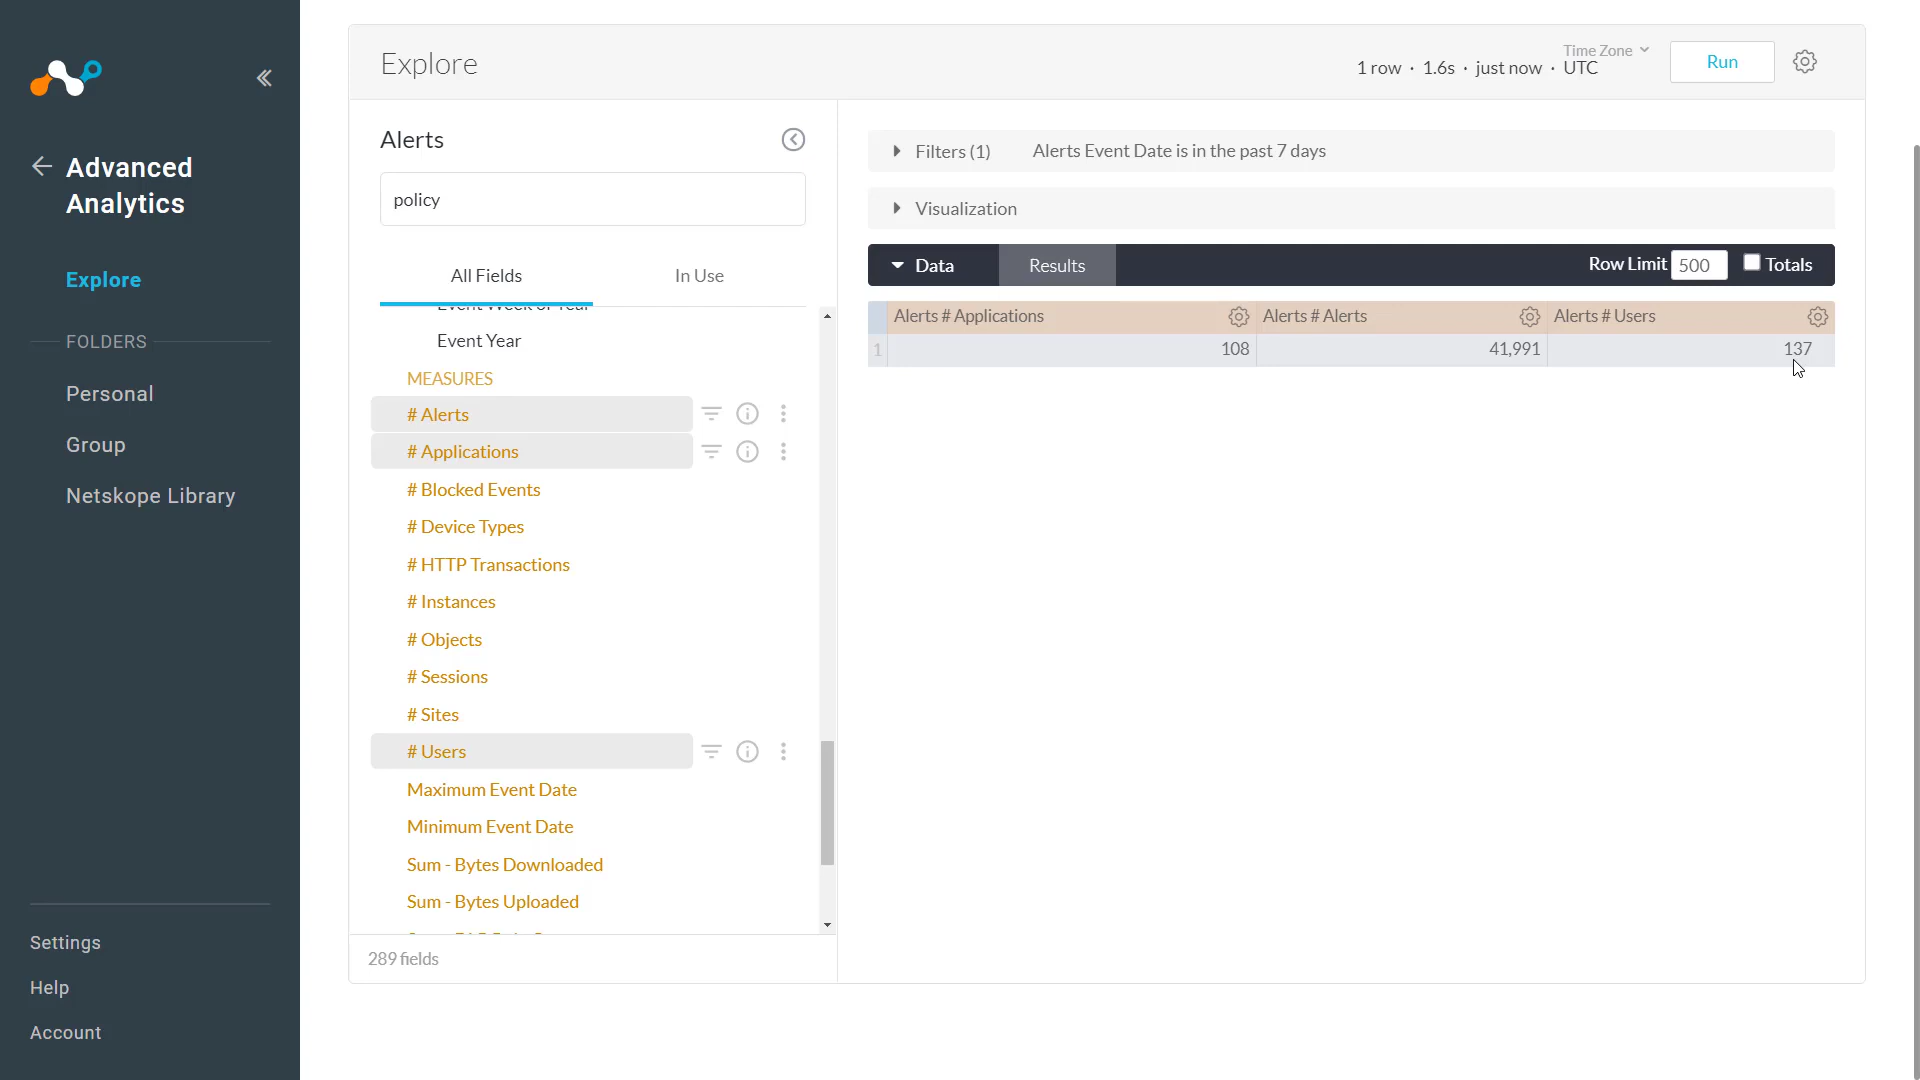 Advanced
Analytics
Explore
FOLDERS
Personal
Group
Netskope Library
Settings
Help
Account
Explore
1 row · 1.6s · just now ·
Time Zone
UTC
Run
Alerts
policy
All Fields
In Use
Event Week of Year
Event Year
MEASURES
# Alerts
# Applications
# Blocked Events
# Device Types
# HTTP Transactions
# Instances
# Objects
# Sessions
# Sites
# Users
Maximum Event Date
Minimum Event Date
Sum - Bytes Downloaded
Sum - Bytes Uploaded
289 fields
Filters (1) Alerts Event Date is in the past 7 days
Visualization
Data Results Row Limit 500 Totals
Alerts # Applications Alerts # Alerts Alerts # Users
1 108 41,991 137